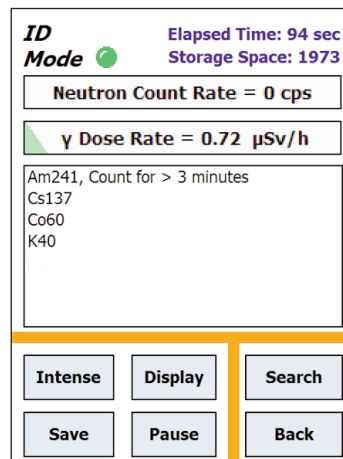 ID Mode
Elapsed Time: 94 sec
Storage Space: 1973
Neutron Count Rate = 0 cps
γ Dose Rate = 0.72 μSv/h
Am241, Count for > 3 minutes
Cs137
Co60
K40
Intense
Display
Search
Save
Pause
Back